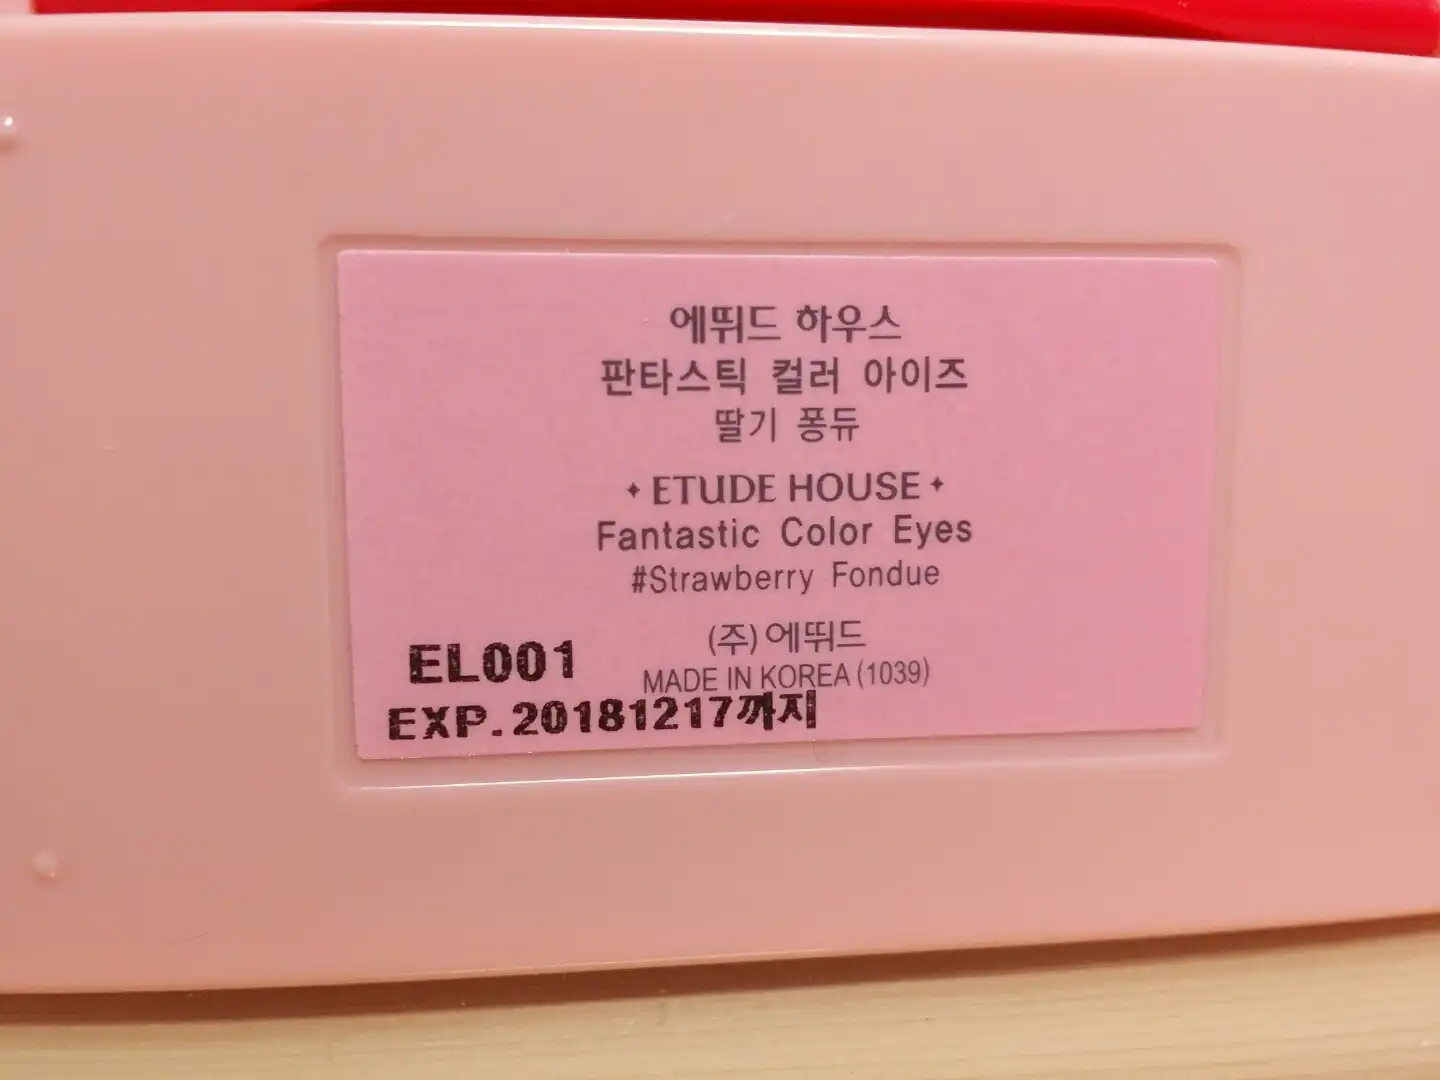 에뛰드 하우스
판타스틱 컬러 아이즈
딸기 퐁듀
✦ ETUDE HOUSE ✦
Fantastic Color Eyes
#Strawberry Fondue
(주)에뛰드
MADE IN KOREA (1039)
EL001
EXP.20181217까지